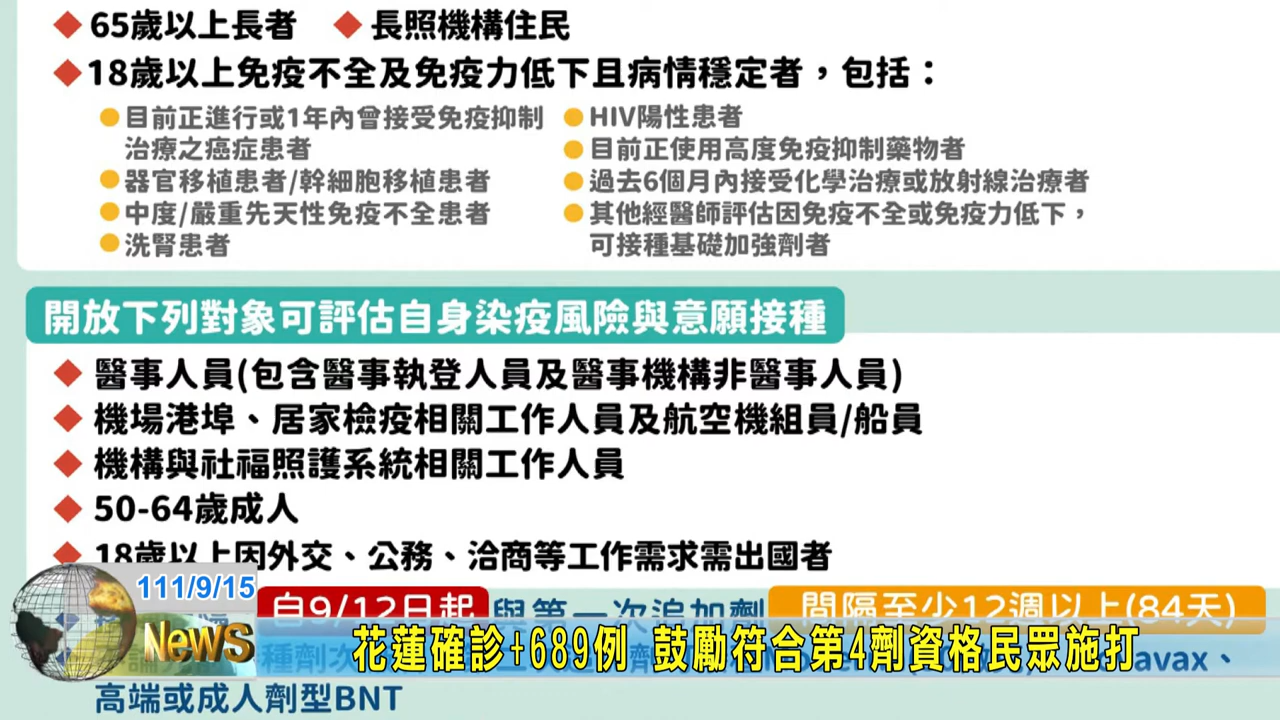 65歲以上長者 長照機構住民
18歲以上免疫不全及免疫力低下且病情穩定者，包括：
目前正進行或1年內曾接受免疫抑制
治療之癌症患者
器官移植患者/幹細胞移植患者
中度/嚴重先天性免疫不全患者
洗腎患者
HIV陽性患者
目前正使用高度免疫抑制藥物者
過去6個月內接受化學治療或放射線治療者
其他經醫師評估因免疫不全或免疫力低下，
可接種基礎加強劑者
開放下列對象可評估自身染疫風險與意願接種
醫事人員(包含醫事執登人員及醫事機構非醫事人員)
機場港埠、居家檢疫相關工作人員及航空機組員/船員
機構與社福照護系統相關工作人員
50-64歲成人
18歲以上因外交、公務、洽商等工作需求需出國者
111/9/15
自9/12日起 與第一次追加劑 間隔至少12週以上(84天)
News
花蓮確診+689例 鼓勵符合第4劑資格民眾施打
avax、
高端或成人劑型BNT